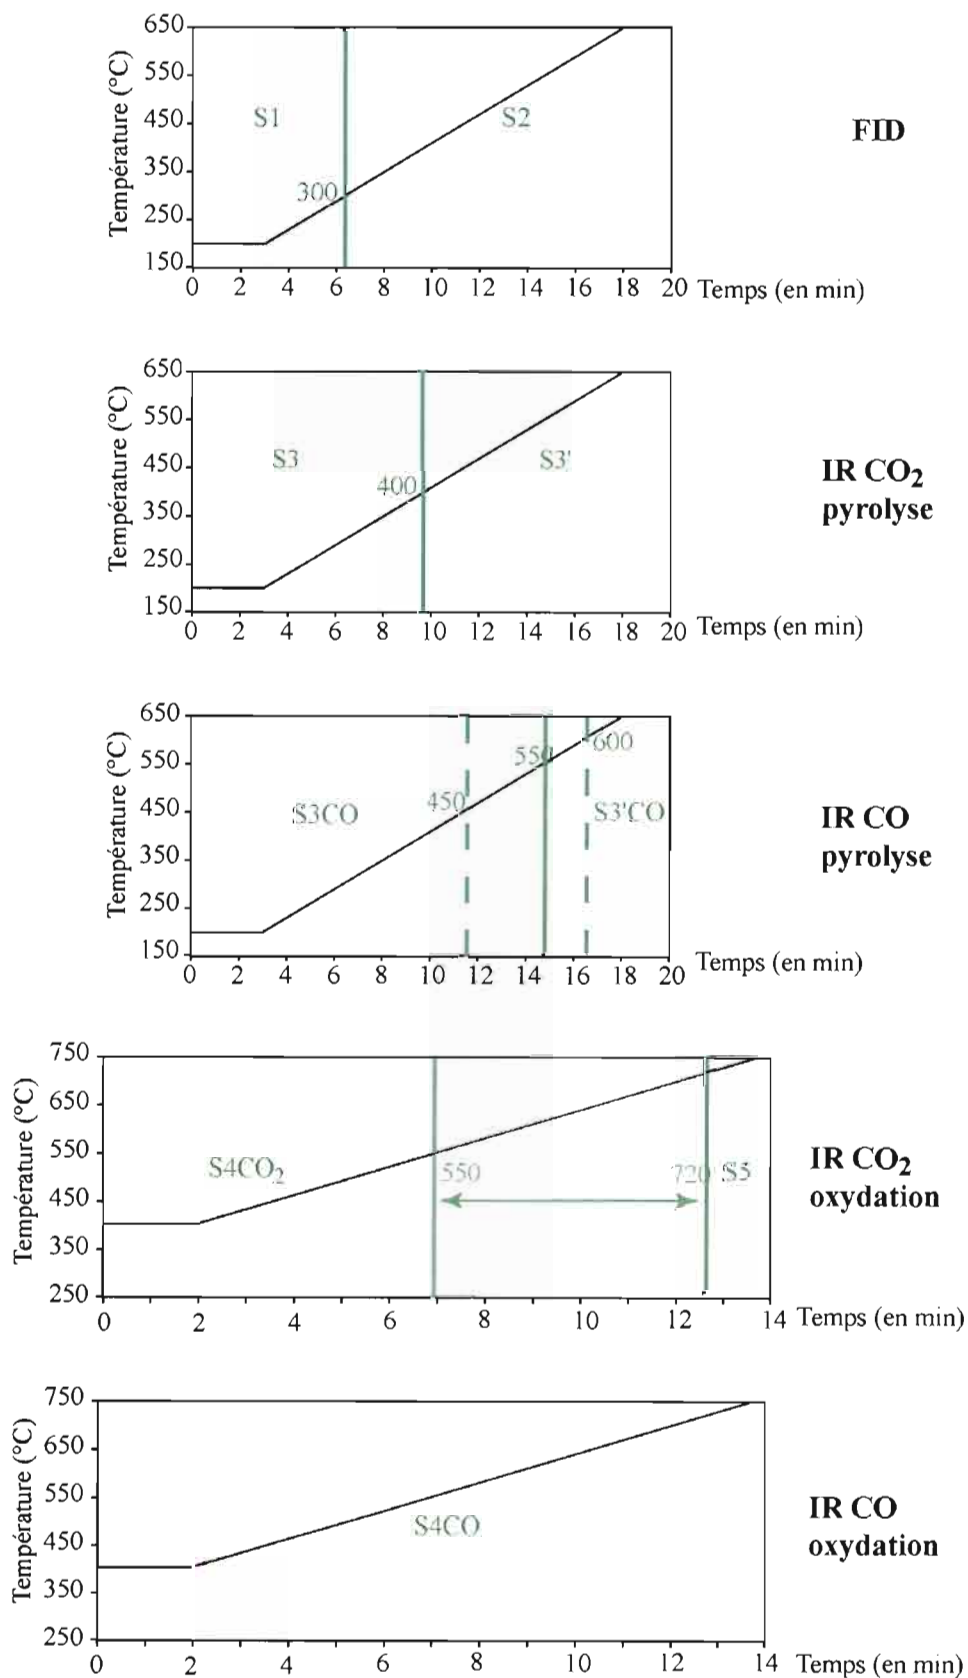 650
550
450
350
250
150
Température (°C)
S1
S2
300
0 2 4 6 8 10 12 14 16 18 20 Temps (en min)
FID
650
550
450
350
250
150
Température (°C)
S3
S3'
400
0 2 4 6 8 10 12 14 16 18 20 Temps (en min)
IR CO₂
pyrolyse
650
550
450
350
250
150
Température (°C)
S3CO
450
550
600
S3'CO
0 2 4 6 8 10 12 14 16 18 20 Temps (en min)
IR CO
pyrolyse
750
650
550
450
350
250
Température (°C)
S4CO₂
550
720
S5
0 2 4 6 8 10 12 14 Temps (en min)
IR CO₂
oxydation
750
650
550
450
350
250
Température (°C)
S4CO
0 2 4 6 8 10 12 14 Temps (en min)
IR CO
oxydation